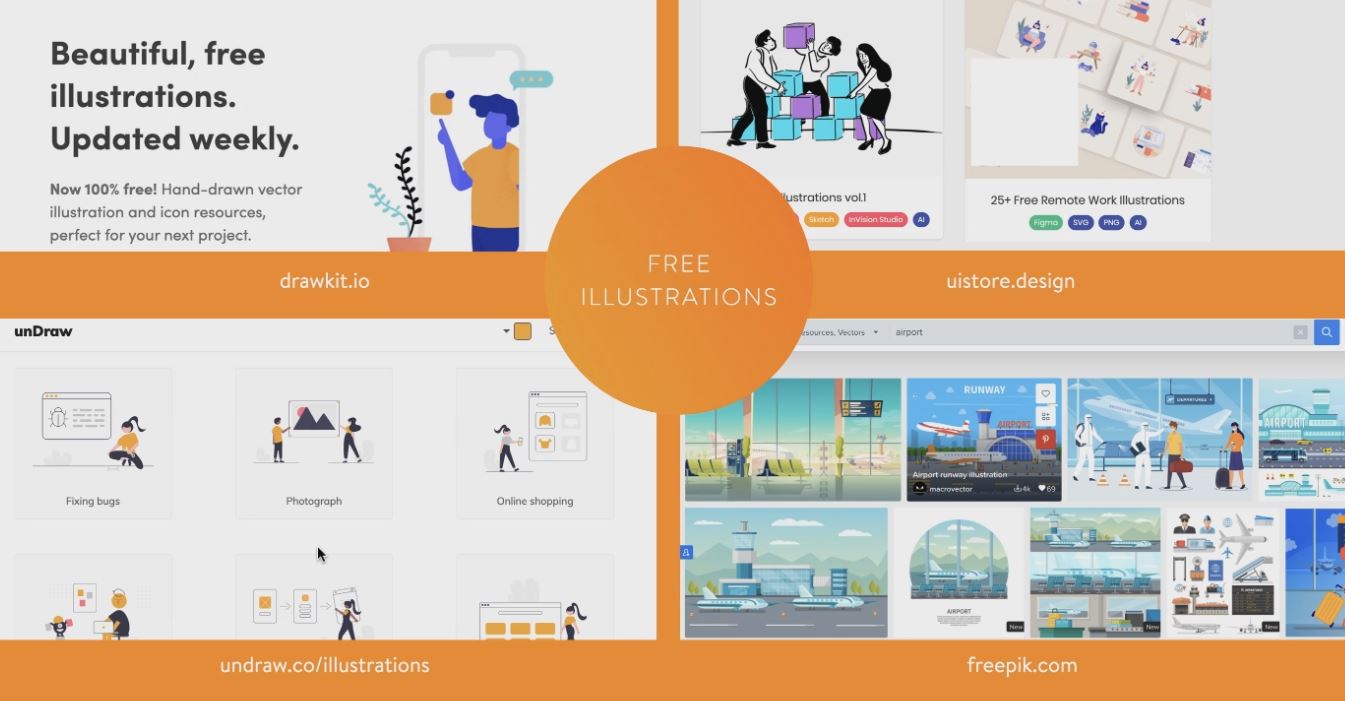 Beautiful, free
illustrations.
Updated weekly.
Now 100% free! Hand-drawn vector
illustration and icon resources,
perfect for your next project.
drawkit.io
vol.1
Sketch
InVision Studio
AI
25+ Free Remote Work Illustrations
Figma
SVG
PNG
AI
uistore.design
FREE
ILLUSTRATIONS
unDraw
Fixing bugs
Photograph
Online shopping
undraw.co/illustrations
Vectors
airport
RUNWAY
AIRPORT
Airport runway illustration
macrovector
4k
69
DEPARTURES
AIRPORT
AIRPORT
New
New
freepik.com